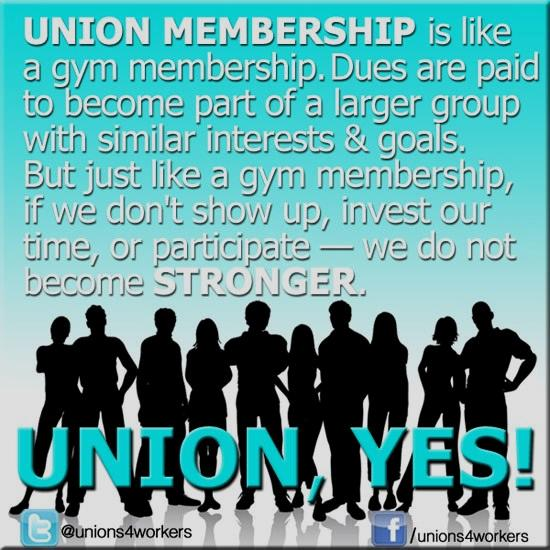 UNION MEMBERSHIP is like
a gym membership. Dues are paid
to become part of a larger group
with similar interests & goals.
But just like a gym membership,
if we don't show up, invest our
time, or participate — we do not
become STRONGER.
UNION, YES!
@unions4workers
f /unions4workers